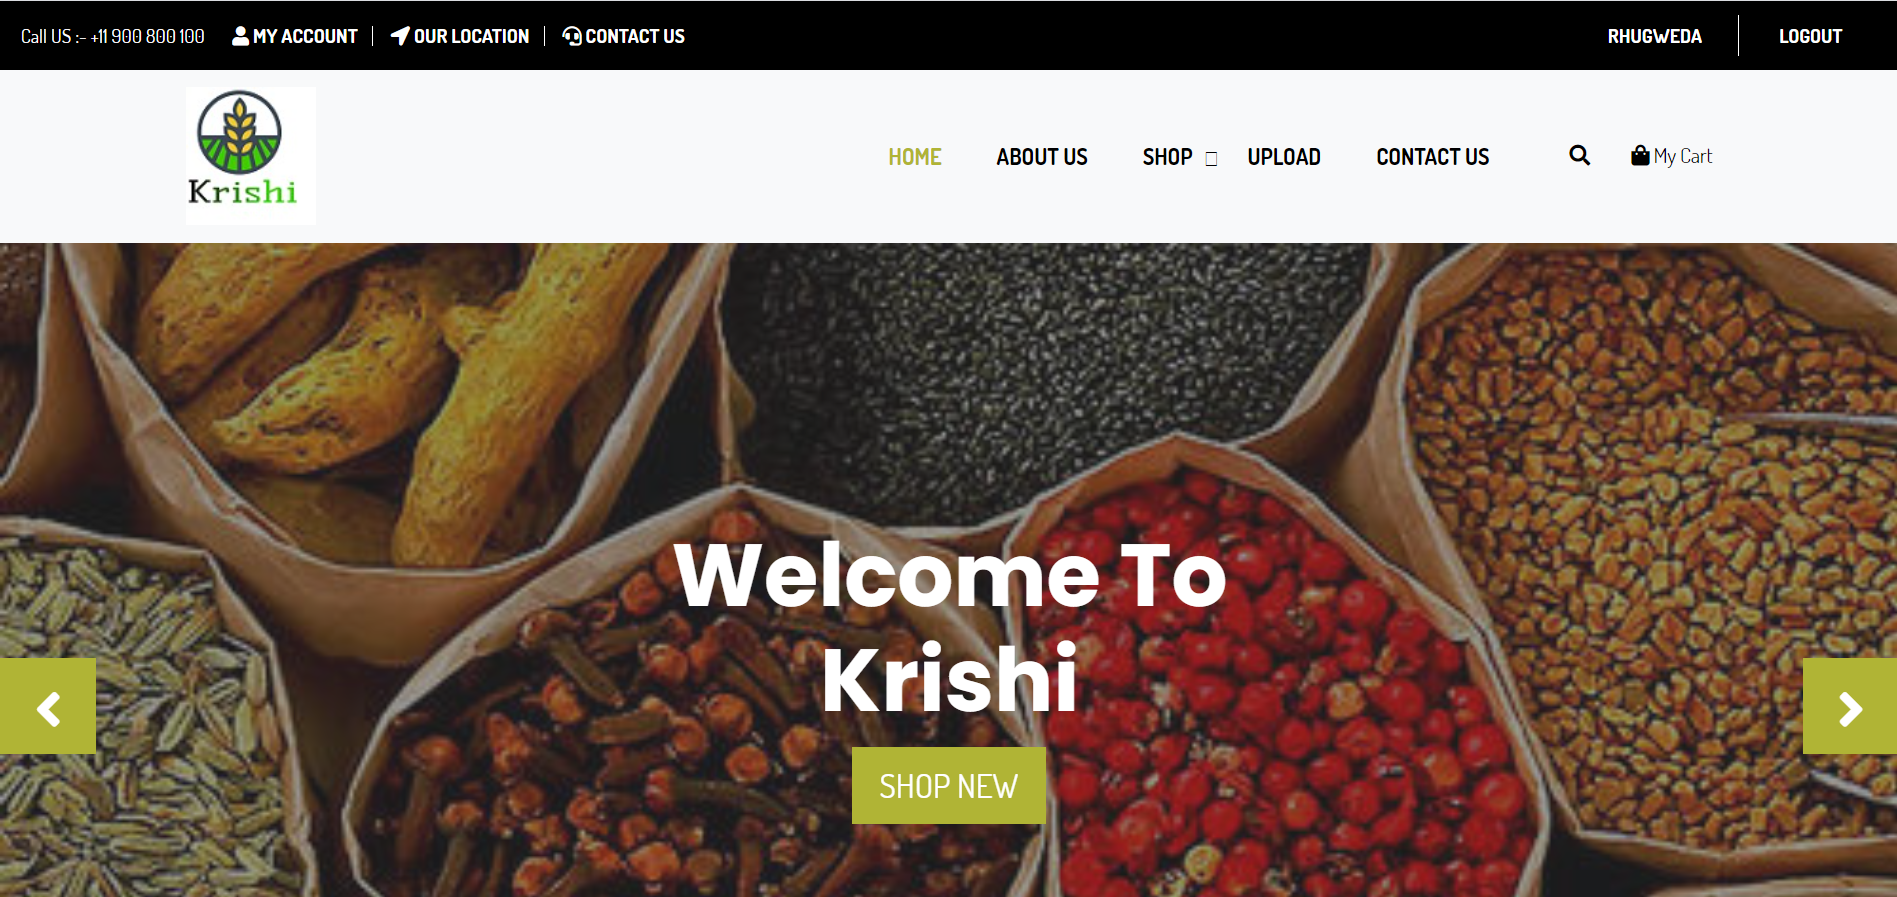 Call US :- +11 900 800 100 MY ACCOUNT OUR LOCATION CONTACT US RHUGWEDA LOGOUT
Krishi
HOME ABOUT US SHOP UPLOAD CONTACT US My Cart
Welcome To
Krishi
SHOP NEW